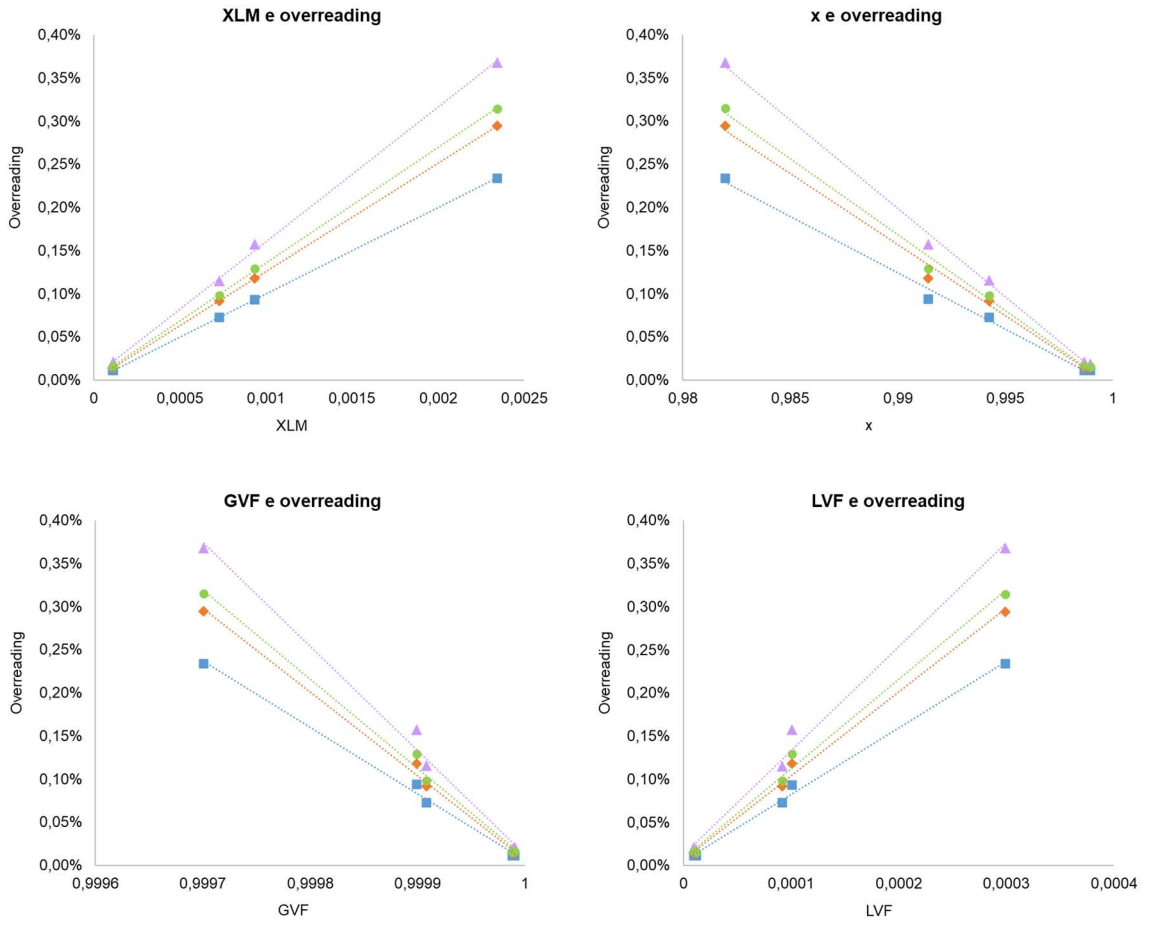 XLM e overreading
0,40%
0,35%
0,30%
0,25%
0,20%
0,15%
0,10%
0,05%
0,00%
Overreading
0 0,0005 0,001 0,0015 0,002 0,0025
XLM
x e overreading
0,40%
0,35%
0,30%
0,25%
0,20%
0,15%
0,10%
0,05%
0,00%
Overreading
0,98 0,985 0,99 0,995 1
x
GVF e overreading
0,40%
0,35%
0,30%
0,25%
0,20%
0,15%
0,10%
0,05%
0,00%
Overreading
0,9996 0,9997 0,9998 0,9999 1
GVF
LVF e overreading
0,40%
0,35%
0,30%
0,25%
0,20%
0,15%
0,10%
0,05%
0,00%
Overreading
0 0,0001 0,0002 0,0003 0,0004
LVF